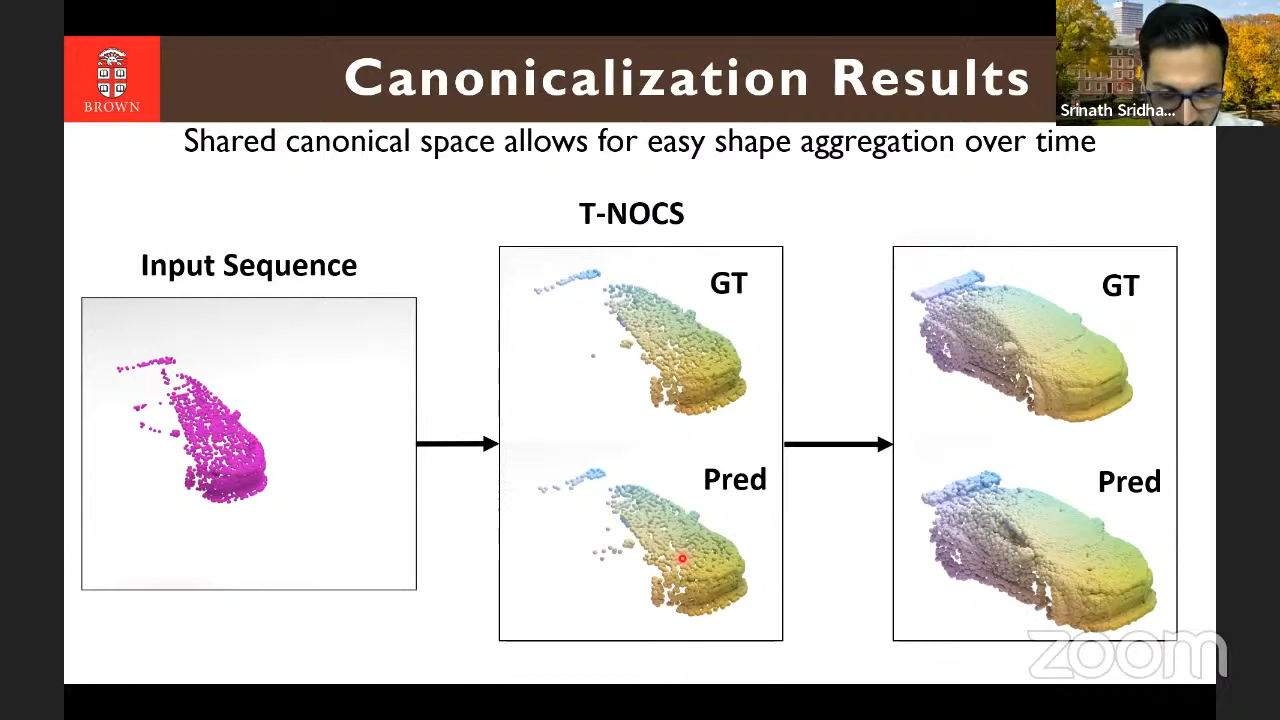 BROWN
Canonicalization Results
Srinath Sridha...
Shared canonical space allows for easy shape aggregation over time
T-NOCS
Input Sequence
GT
GT
Pred
Pred
zoom